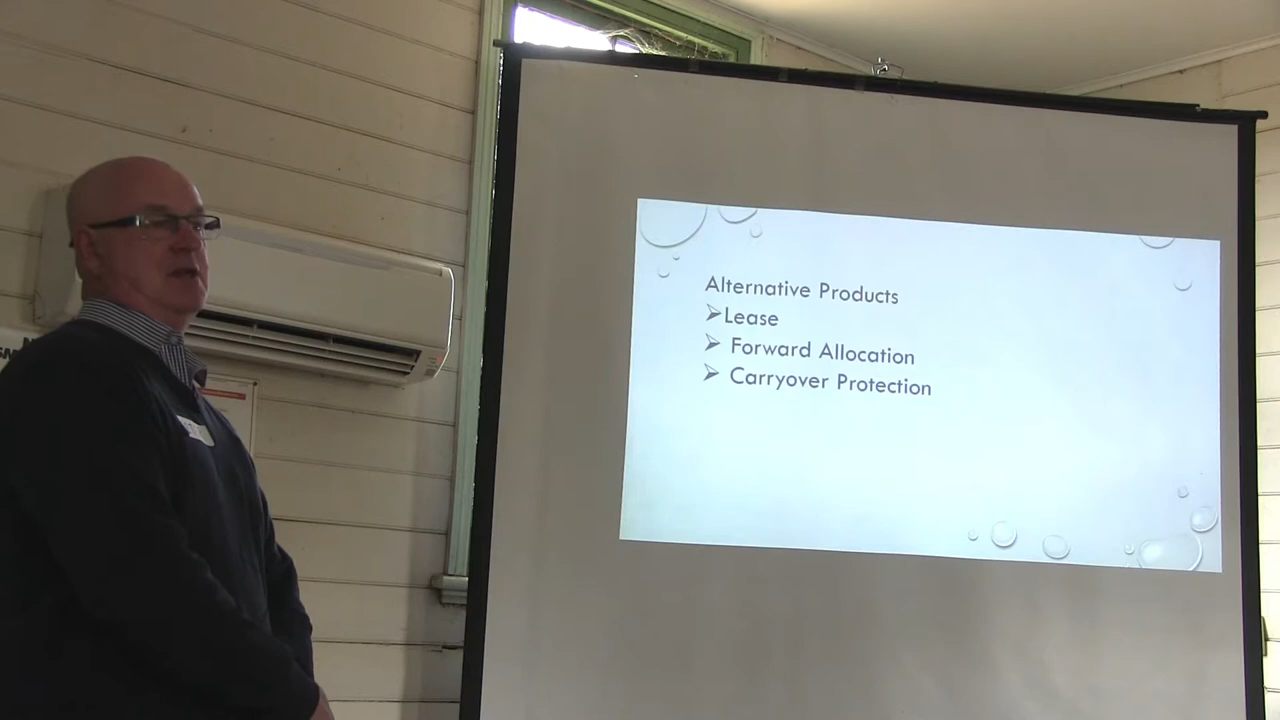 Alternative Products
➢Lease
➢ Forward Allocation
➢ Carryover Protection